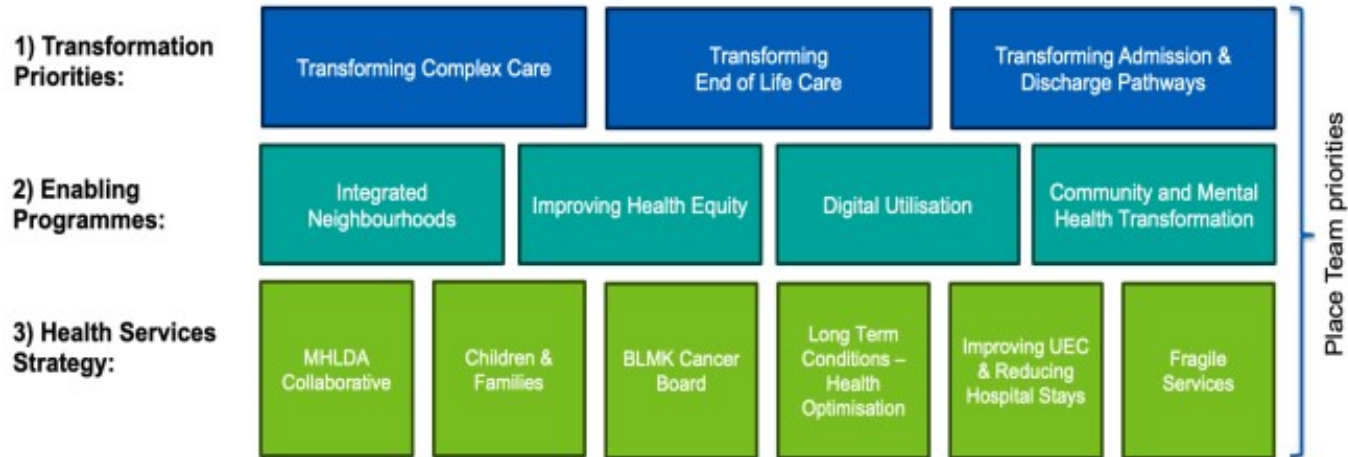 1) Transformation
Priorities:
Transforming Complex Care
Transforming
End of Life Care
Transforming Admission &
Discharge Pathways
2) Enabling
Programmes:
Integrated
Neighbourhoods
Improving Health Equity
Digital Utilisation
Community and Mental
Health Transformation
3) Health Services
Strategy:
MHLDA
Collaborative
Children &
Families
BLMK Cancer
Board
Long Term
Conditions –
Health
Optimisation
Improving UEC
& Reducing
Hospital Stays
Fragile
Services
Place Team priorities